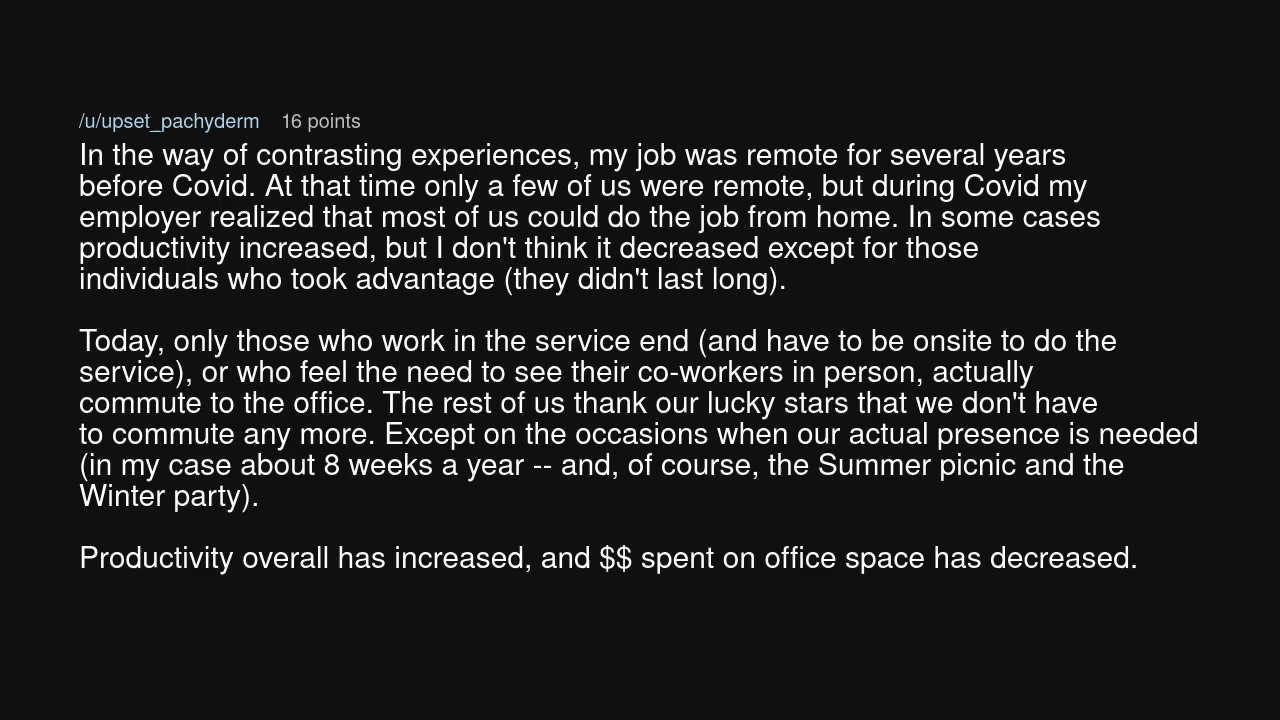 /u/upset_pachyderm 16 points
In the way of contrasting experiences, my job was remote for several years
before Covid. At that time only a few of us were remote, but during Covid my
employer realized that most of us could do the job from home. In some cases
productivity increased, but I don't think it decreased except for those
individuals who took advantage (they didn't last long).
Today, only those who work in the service end (and have to be onsite to do the
service), or who feel the need to see their co-workers in person, actually
commute to the office. The rest of us thank our lucky stars that we don't have
to commute any more. Except on the occasions when our actual presence is needed
(in my case about 8 weeks a year -- and, of course, the Summer picnic and the
Winter party).
Productivity overall has increased, and $$ spent on office space has decreased.